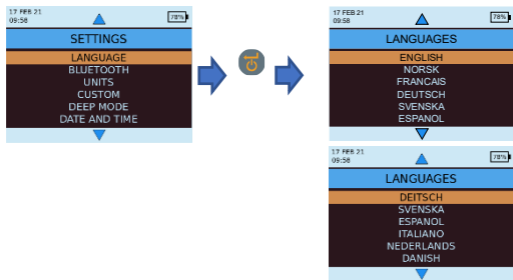 17 FEB 21
09:58
78%
SETTINGS
LANGUAGE
BLUETOOTH
UNITS
CUSTOM
DEEP MODE
DATE AND TIME
17 FEB 21
09:58
78%
LANGUAGES
ENGLISH
NORSK
FRANCAIS
DEUTSCH
SVENSKA
ESPANOL
17 FEB 21
09:58
78%
LANGUAGES
DEITSCH
SVENSKA
ESPANOL
ITALIANO
NEDERLANDS
DANISH